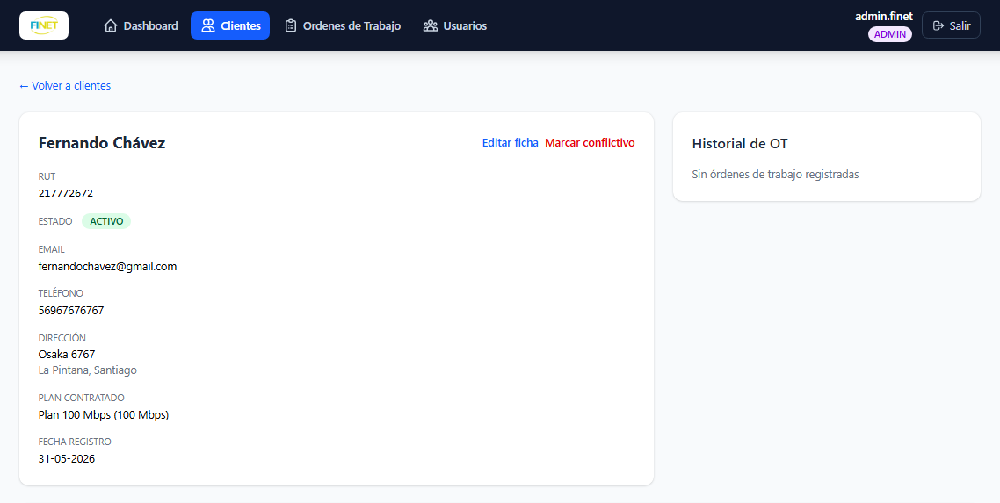 FINET
Dashboard
Clientes
Ordenes de Trabajo
Usuarios
admin.finet
ADMIN
Salir
← Volver a clientes
Fernando Chávez
Editar ficha
Marcar conflictivo
RUT
217772672
ESTADO ACTIVO
EMAIL
fernandochavez@gmail.com
TELÉFONO
56967676767
DIRECCIÓN
Osaka 6767
La Pintana, Santiago
PLAN CONTRATADO
Plan 100 Mbps (100 Mbps)
FECHA REGISTRO
31-05-2026
Historial de OT
Sin órdenes de trabajo registradas